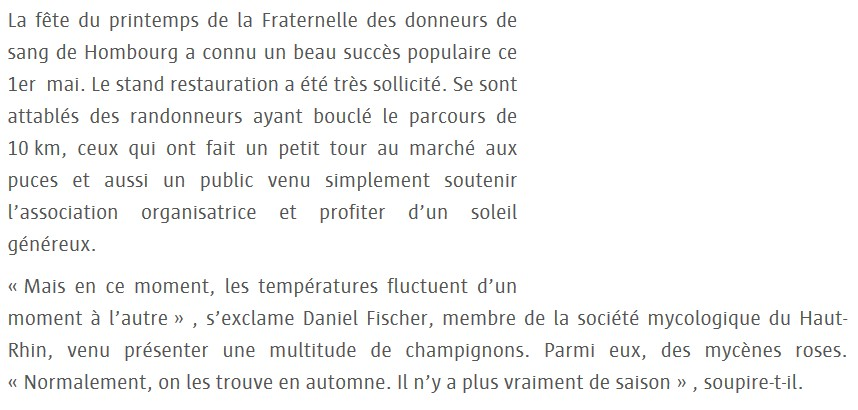 La fête du printemps de la Fraternelle des donneurs de
sang de Hombourg a connu un beau succès populaire ce
1er mai. Le stand restauration a été très sollicité. Se sont
attablés des randonneurs ayant bouclé le parcours de
10 km, ceux qui ont fait un petit tour au marché aux
puces et aussi un public venu simplement soutenir
l’association organisatrice et profiter d’un soleil
généreux.
« Mais en ce moment, les températures fluctuent d’un
moment à l’autre » , s’exclame Daniel Fischer, membre de la société mycologique du Haut-
Rhin, venu présenter une multitude de champignons. Parmi eux, des mycènes roses.
« Normalement, on les trouve en automne. Il n’y a plus vraiment de saison » , soupire-t-il.